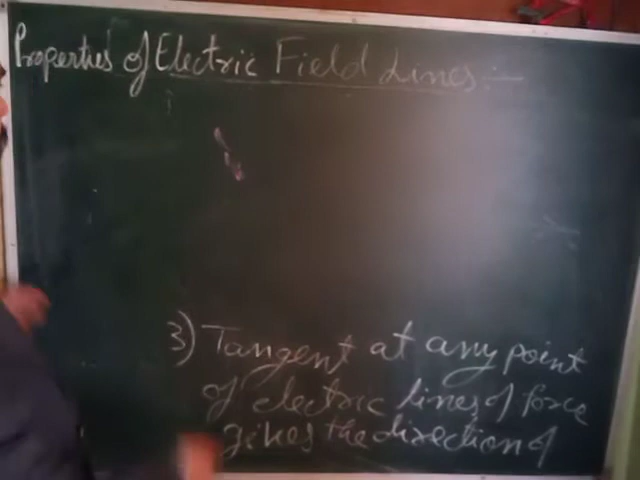 Properties of Electric Field Lines:-
3) Tangent at any point
of electric lines of force
gives the direction of